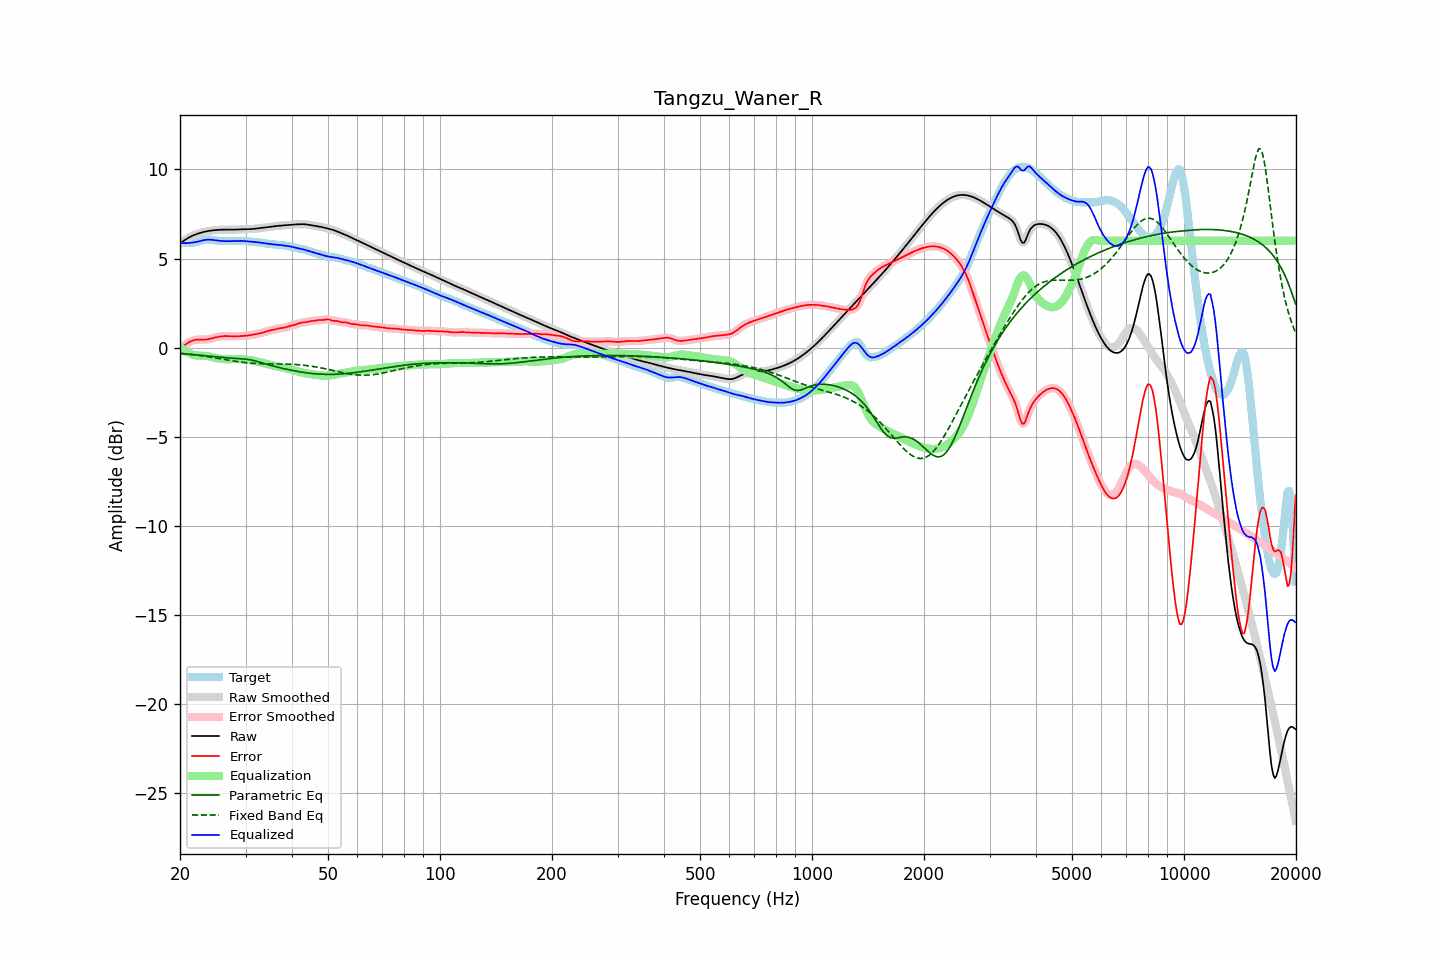 Tangzu_Waner_R
10
5
0
−5
−10
−15
−20
−25
Amplitude (dBr)
Target
Raw Smoothed
Error Smoothed
Raw
Error
Equalization
Parametric Eq
Fixed Band Eq
Equalized
20 50 100 200 500 1000 2000 5000 10000 20000
Frequency (Hz)